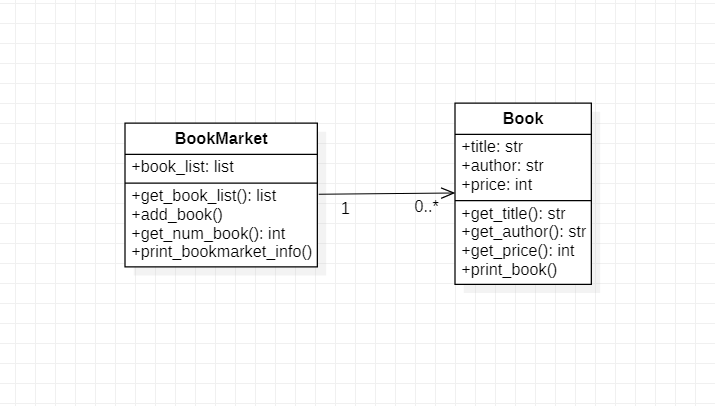 BookMarket
+book_list: list
+get_book_list(): list
+add_book()
+get_num_book(): int
+print_bookmarket_info()
1
0..*
Book
+title: str
+author: str
+price: int
+get_title(): str
+get_author(): str
+get_price(): int
+print_book()